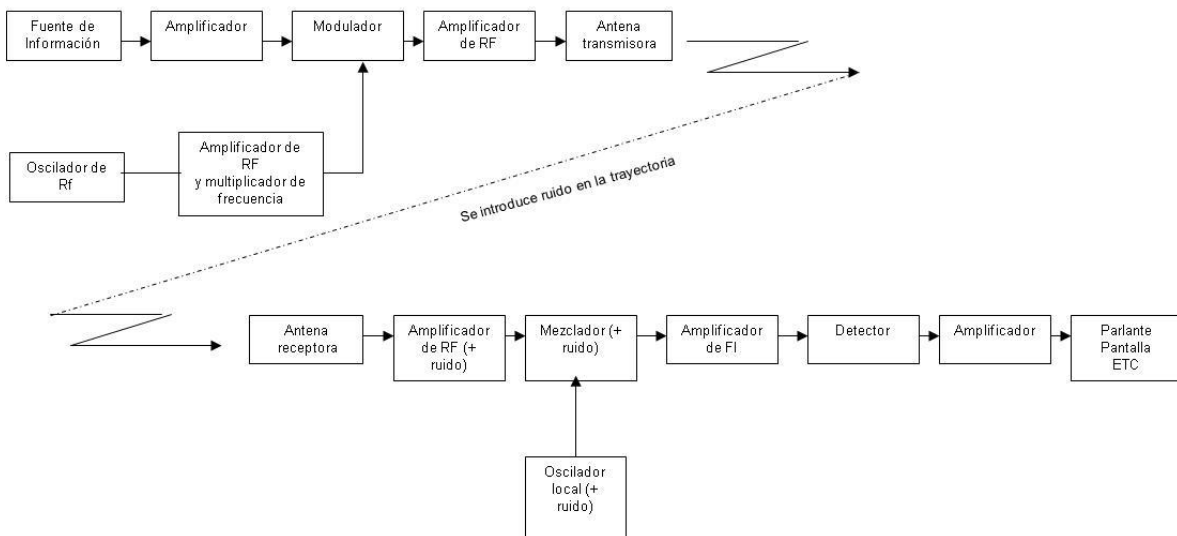 Fuente de
Información
Amplificador
Modulador
Amplificador
de RF
Antena
transmisora
Oscilador de
Rf
Amplificador de
RF
y multiplicador de
frecuencia
Se introduce ruido en la trayectoria
Antena
receptora
Amplificador
de RF (+
ruido)
Mezclador (+
ruido)
Amplificador
de FI
Detector
Amplificador
Parlante
Pantalla
ETC
Oscilador
local (+
ruido)